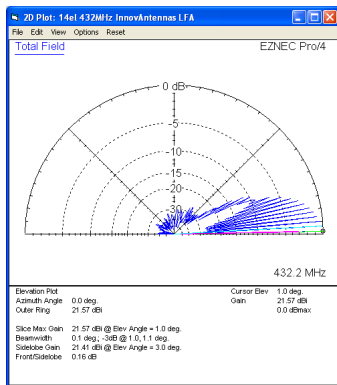 2D Plot: 14el 432MHz InnovAntennas LFA
File Edit View Options Reset
Total Field
EZNEC Pro/4
0 dB
-5
-10
-15
-20
-30
432.2 MHz
Elevation Plot
Azimuth Angle 0.0 deg.
Outer Ring 21.57 dBi
Cursor Elev 1.0 deg.
Gain 21.57 dBi
0.0 dBmax
Slice Max Gain 21.57 dBi @ Elev Angle = 1.0 deg.
Beamwidth 0.1 deg.; -3dB @ 1.0, 1.1 deg.
Sidelobe Gain 21.41 dBi @ Elev Angle = 3.0 deg.
Front/Sidelobe 0.16 dB